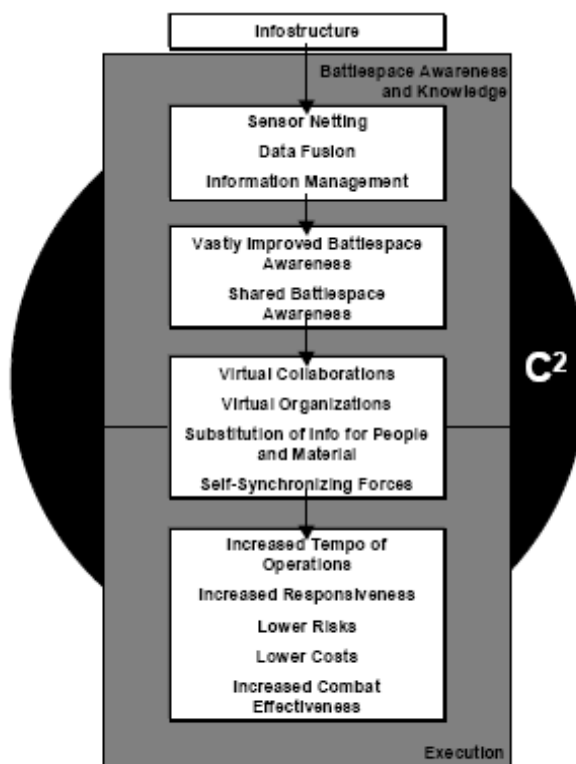 Infostructure
Battlespace Awareness
and Knowledge
Sensor Netting
Data Fusion
Information Management
Vastly Improved Battlespace
Awareness
Shared Battlespace
Awareness
C²
Virtual Collaborations
Virtual Organizations
Substitution of Info for People
and Material
Self-Synchronizing Forces
Increased Tempo of
Operations
Increased Responsiveness
Lower Risks
Lower Costs
Increased Combat
Effectiveness
Execution